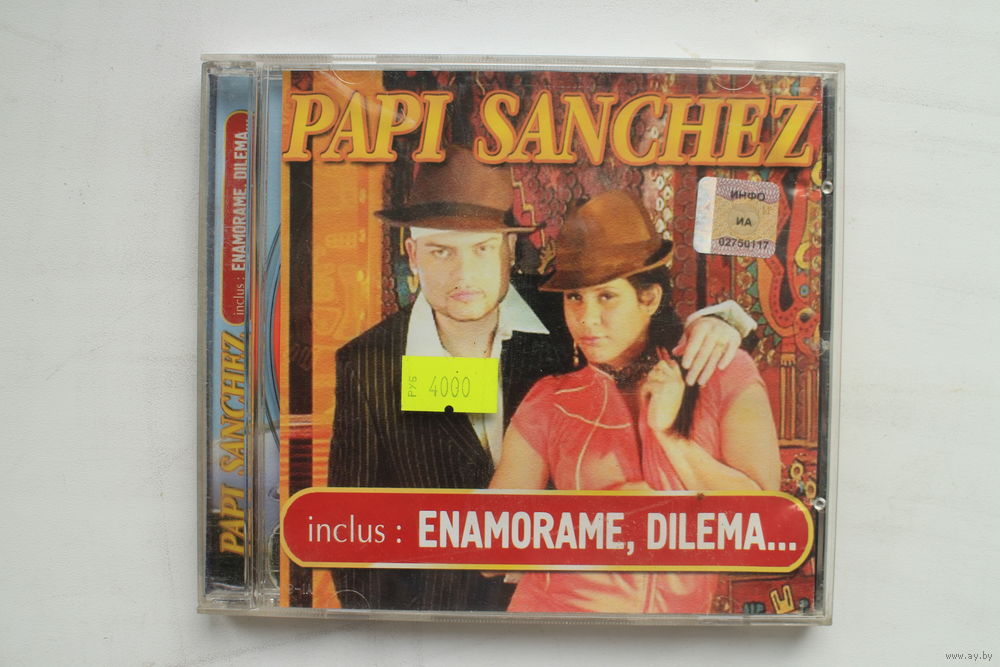 PAPI SANCHEZ
ИНФО
ИА
02750117
РУБ 4000
inclus : ENAMORAME, DILEMA...
PAPI SANCHEZ inclus : ENAMORAME, DILEMA...
www.ay.by